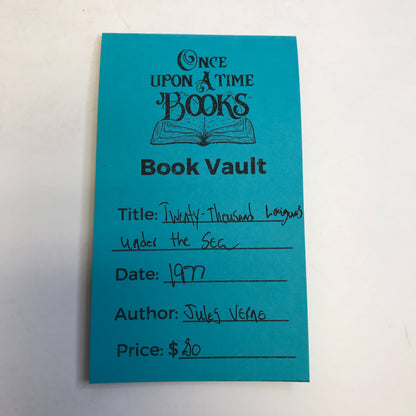 Once
upon A time
Books
Book Vault
Title: Twenty-Thousand Leagues
under the Sea
Date: 1977
Author: Jules Verne
Price: $20